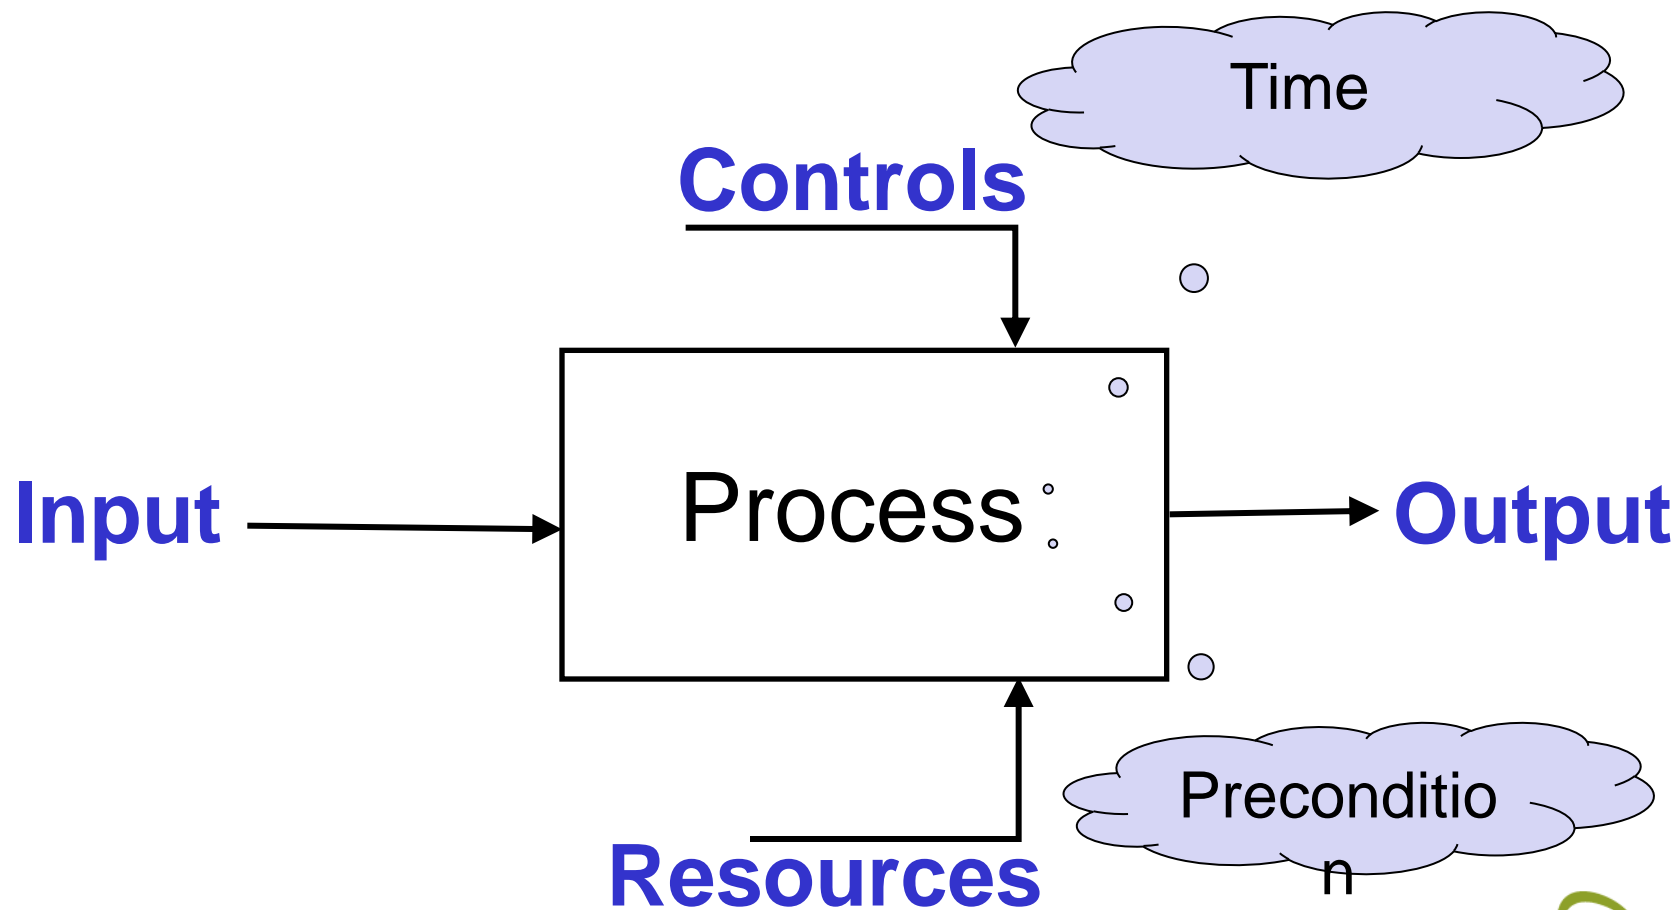 Time
Controls
Process
Input
Output
Preconditio
n
Resources